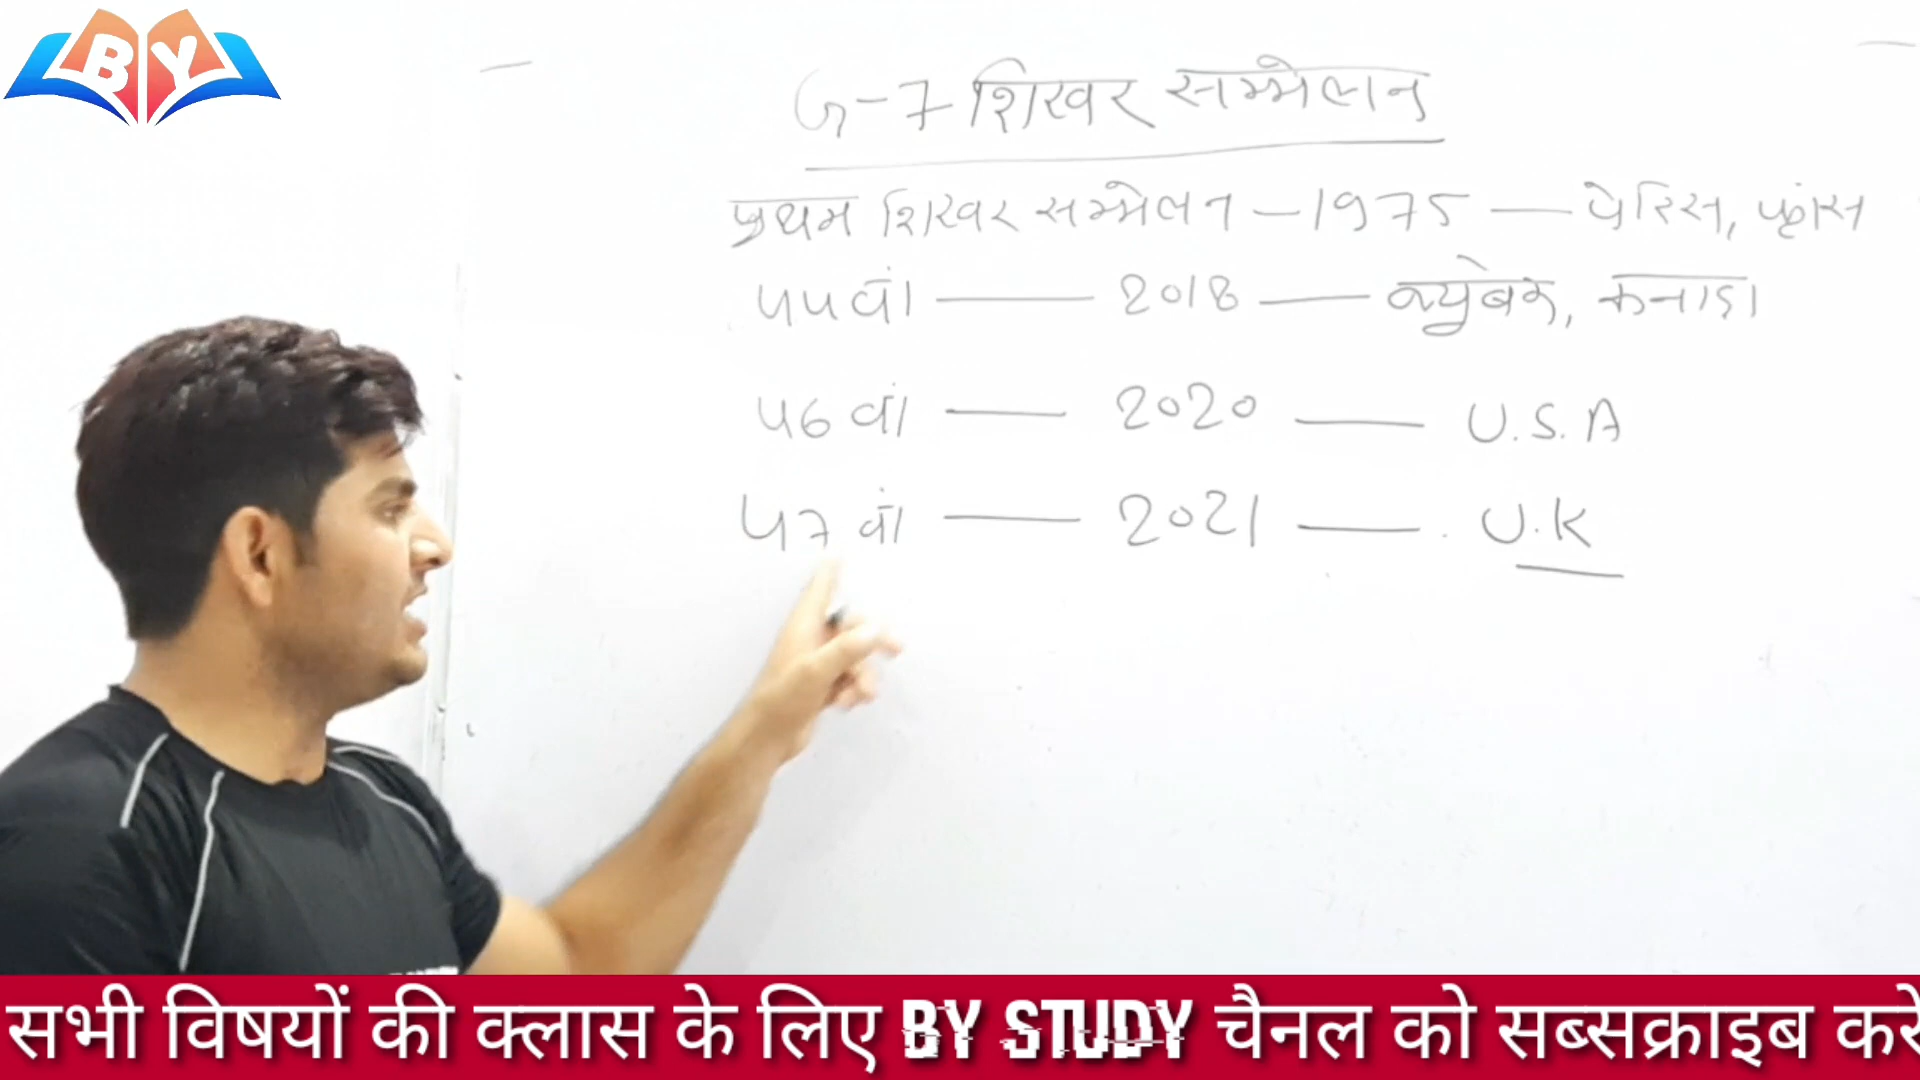 BY
G-7 शिखर सम्मेलन
प्रथम शिखर सम्मेलन — 1975 — पेरिस, फ्रांस
44वां — 2018 — क्युबेक, कनाडा
46वां — 2020 — U.S.A
47वां — 2021 — U.K
सभी विषयों की क्लास के लिए BY STUDY चैनल को सब्सक्राइब करे